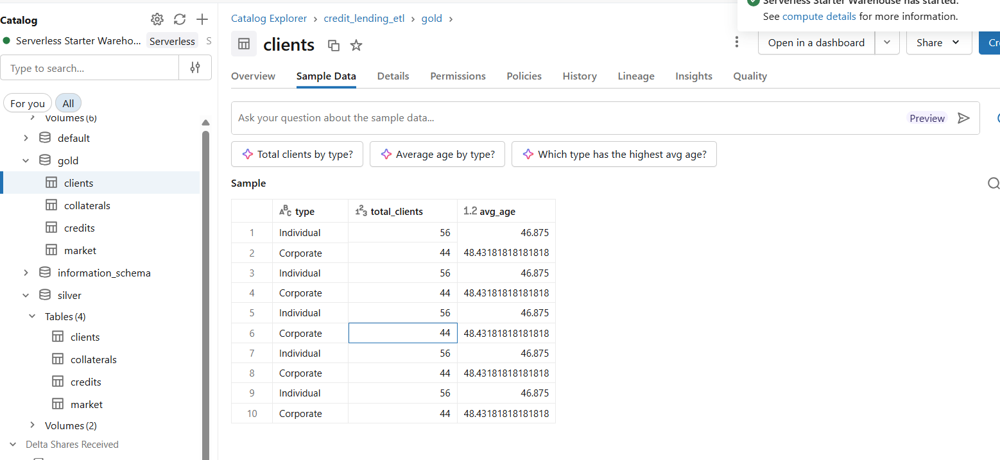 Catalog
Serverless Starter Wareho... Serverless S
Type to search...
For you All
Volumes (6)
default
gold
clients
collaterals
credits
market
information_schema
silver
Tables (4)
clients
collaterals
credits
market
Volumes (2)
Delta Shares Received
Catalog Explorer › credit_lending_etl › gold ›
Serverless Starter Warehouse has started.
See compute details for more information.
clients
Open in a dashboard Share Cr
Overview Sample Data Details Permissions Policies History Lineage Insights Quality
Ask your question about the sample data... Preview
Total clients by type? Average age by type? Which type has the highest avg age?
Sample
ABC type 123 total_clients 1.2 avg_age
1 Individual 56 46.875
2 Corporate 44 48.43181818181818
3 Individual 56 46.875
4 Corporate 44 48.43181818181818
5 Individual 56 46.875
6 Corporate 44 48.43181818181818
7 Individual 56 46.875
8 Corporate 44 48.43181818181818
9 Individual 56 46.875
10 Corporate 44 48.43181818181818